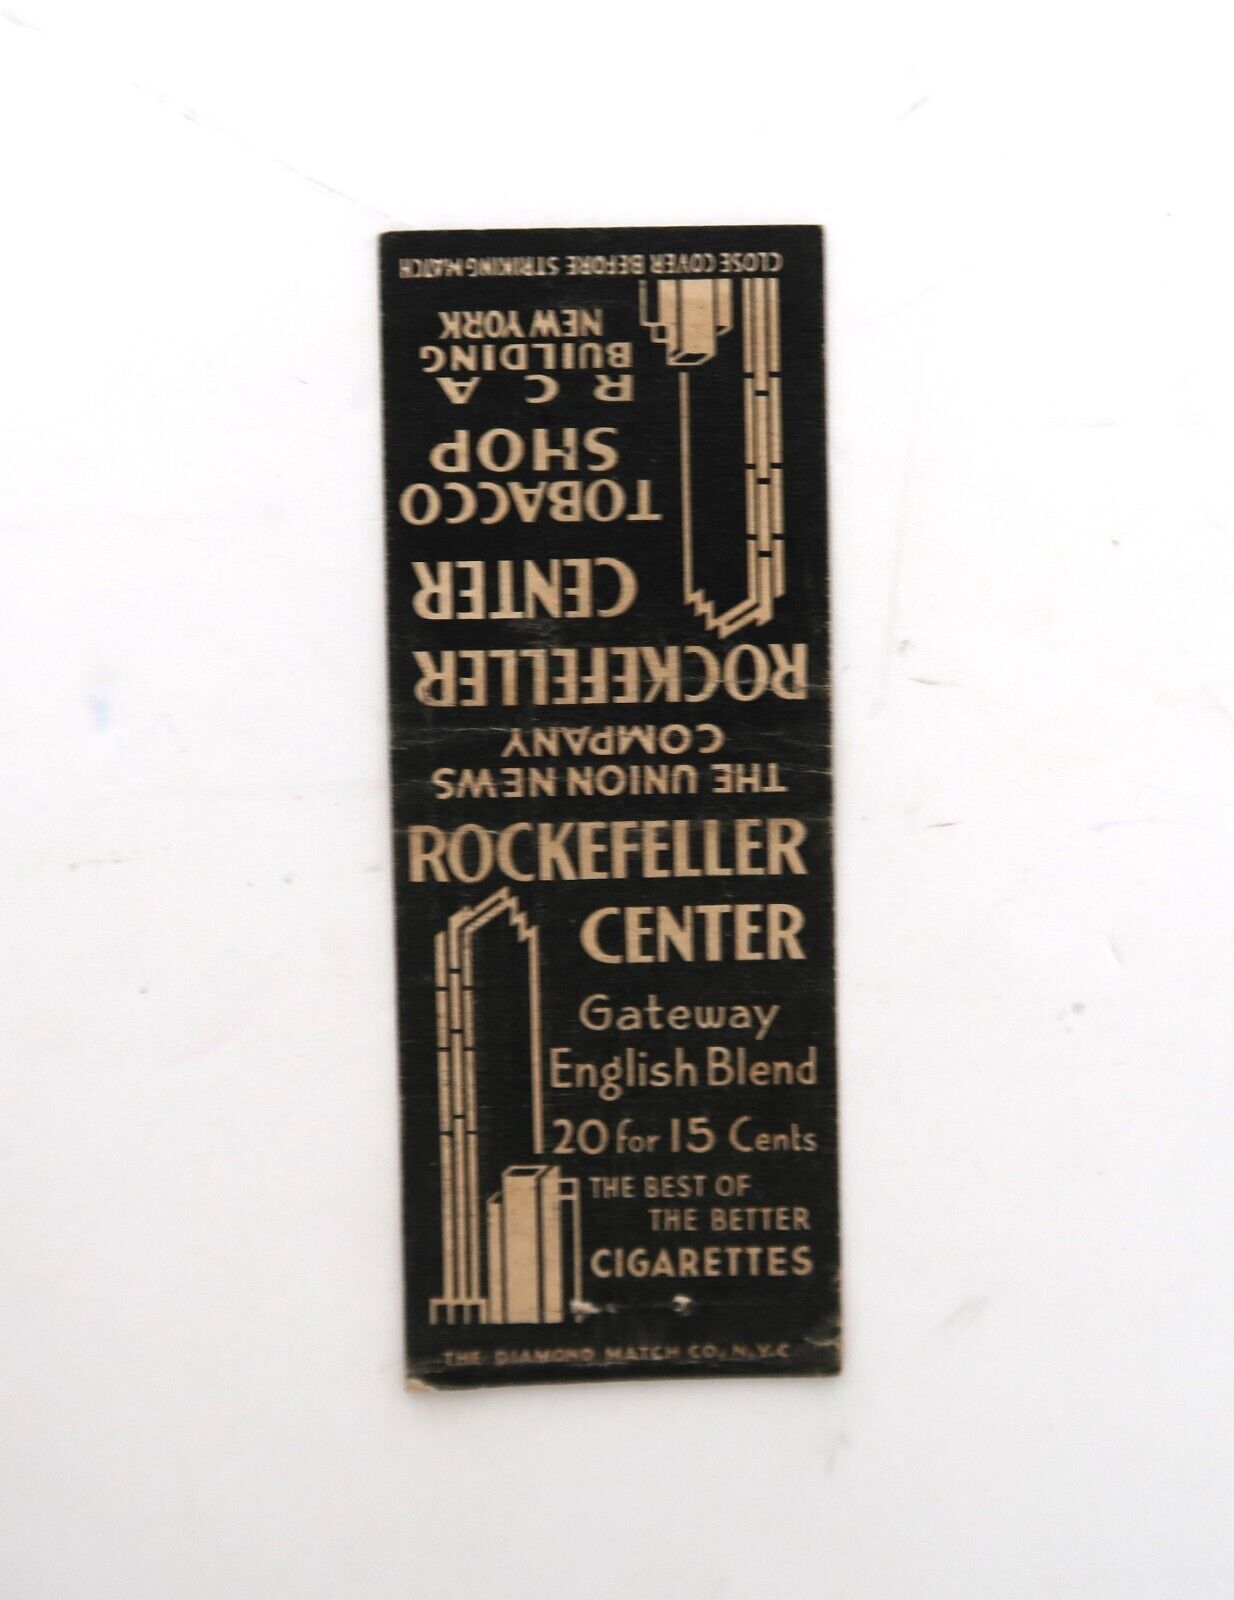 CLOSE COVER BEFORE STRIKING MATCH
ROCKEFELLER
CENTER
TOBACCO
SHOP
R C A
BUILDING
NEW YORK
THE UNION NEWS
COMPANY
ROCKEFELLER
CENTER
Gateway
English Blend
20 for 15 Cents
THE BEST OF
THE BETTER
CIGARETTES
THE DIAMOND MATCH CO., N.Y.C.